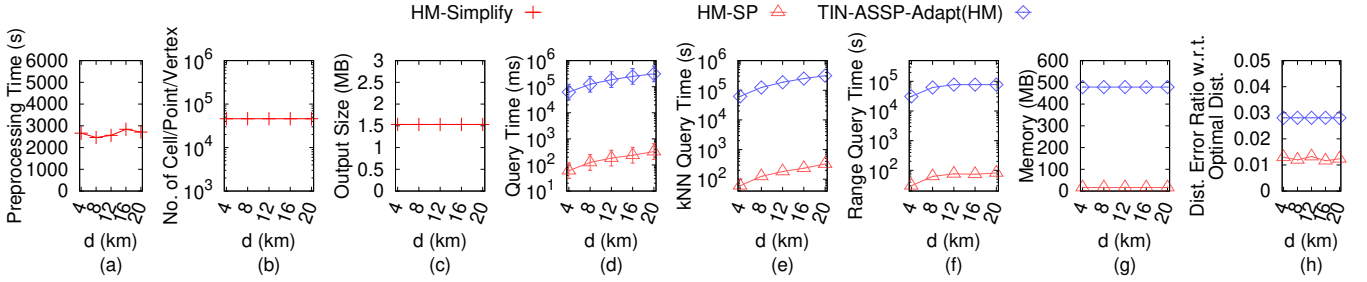 HM-Simplify HM-SP TIN-ASSP-Adapt(HM)
Preprocessing Time (s)
6000
5000
4000
3000
2000
1000
0
4 8 12 16 20
d (km)
(a)
No. of Cell/Point/Vertex
10^6
10^5
10^4
10^3
4 8 12 16 20
d (km)
(b)
Output Size (MB)
3
2.5
2
1.5
1
0.5
0
4 8 12 16 20
d (km)
(c)
Query Time (ms)
10^6
10^5
10^4
10^3
10^2
10^1
4 8 12 16 20
d (km)
(d)
kNN Query Time (s)
10^6
10^5
10^4
10^3
10^2
4 8 12 16 20
d (km)
(e)
Range Query Time (s)
10^5
10^4
10^3
10^2
4 8 12 16 20
d (km)
(f)
Memory (MB)
600
500
400
300
200
100
0
4 8 12 16 20
d (km)
(g)
Dist. Error Ratio w.r.t.
Optimal Dist.
0.05
0.04
0.03
0.02
0.01
0
4 8 12 16 20
d (km)
(h)